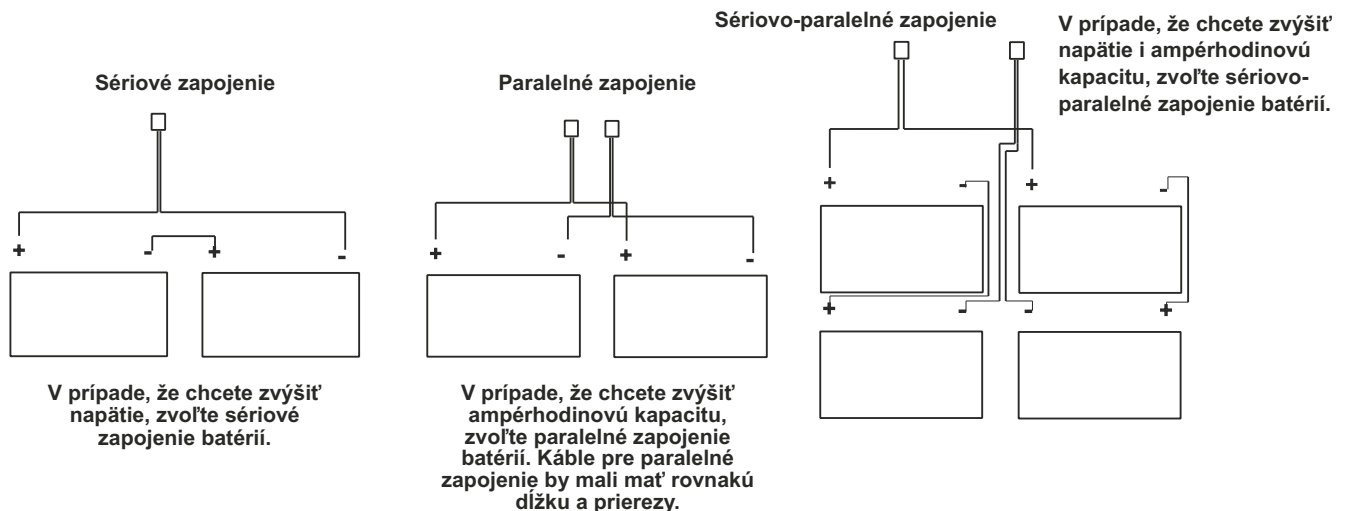 Sériové zapojenie
+
-
+
-
V prípade, že chcete zvýšiť
napätie, zvoľte sériové
zapojenie batérií.
Paralelné zapojenie
+
-
+
-
V prípade, že chcete zvýšiť
ampérhodinovú kapacitu,
zvoľte paralelné zapojenie
batérií. Káble pre paralelné
zapojenie by mali mať rovnakú
dĺžku a prierezy.
Sériovo-paralelné zapojenie
+
-
+
-
+
-
-
+
V prípade, že chcete zvýšiť
napätie i ampérhodinovú
kapacitu, zvoľte sériovo-
paralelné zapojenie batérií.